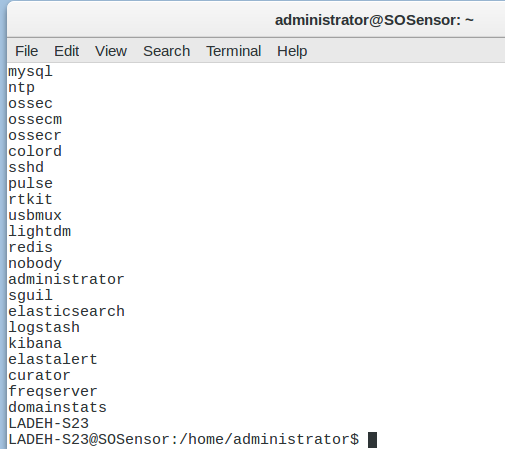 administrator@SOSensor: ~
File Edit View Search Terminal Help
mysql
ntp
ossec
ossecm
ossecr
colord
sshd
pulse
rtkit
usbmux
lightdm
redis
nobody
administrator
sguil
elasticsearch
logstash
kibana
elastalert
curator
freqserver
domainstats
LADEH-S23
LADEH-S23@SOSensor:/home/administrator$